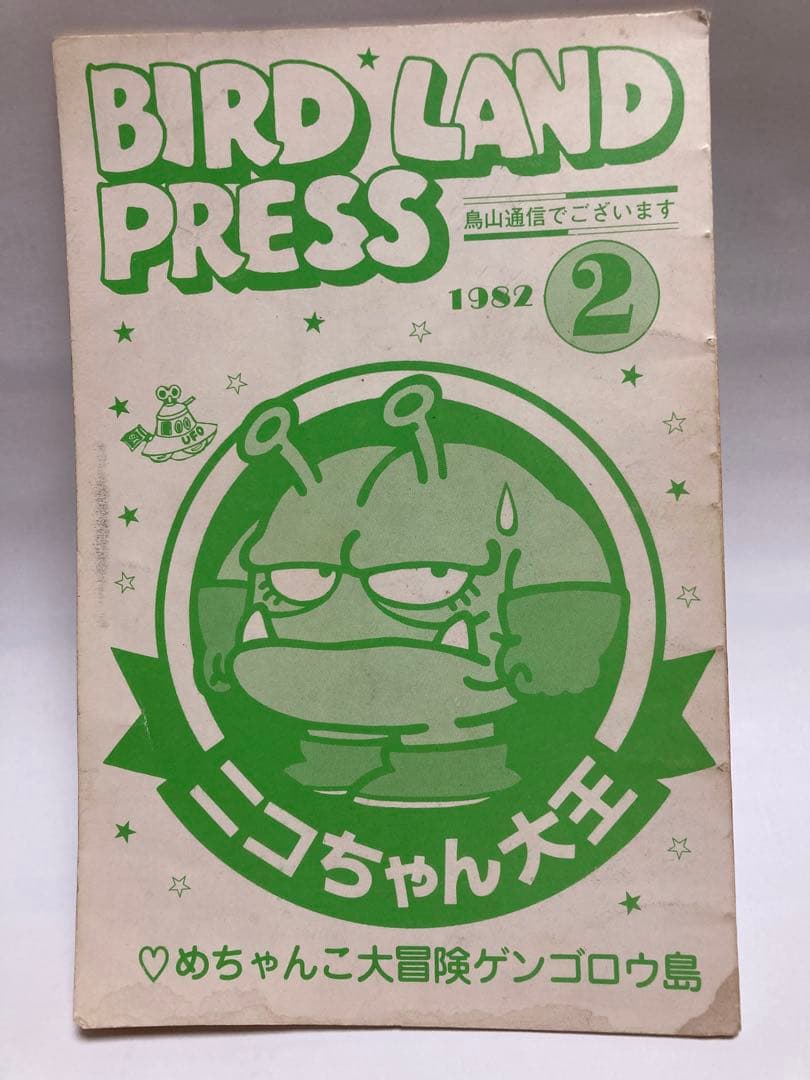 BIRD LAND
PRESS
鳥山通信でございます
1982 2
UFO
ニコちゃん大王
♡めちゃんこ大冒険ゲンゴロウ島